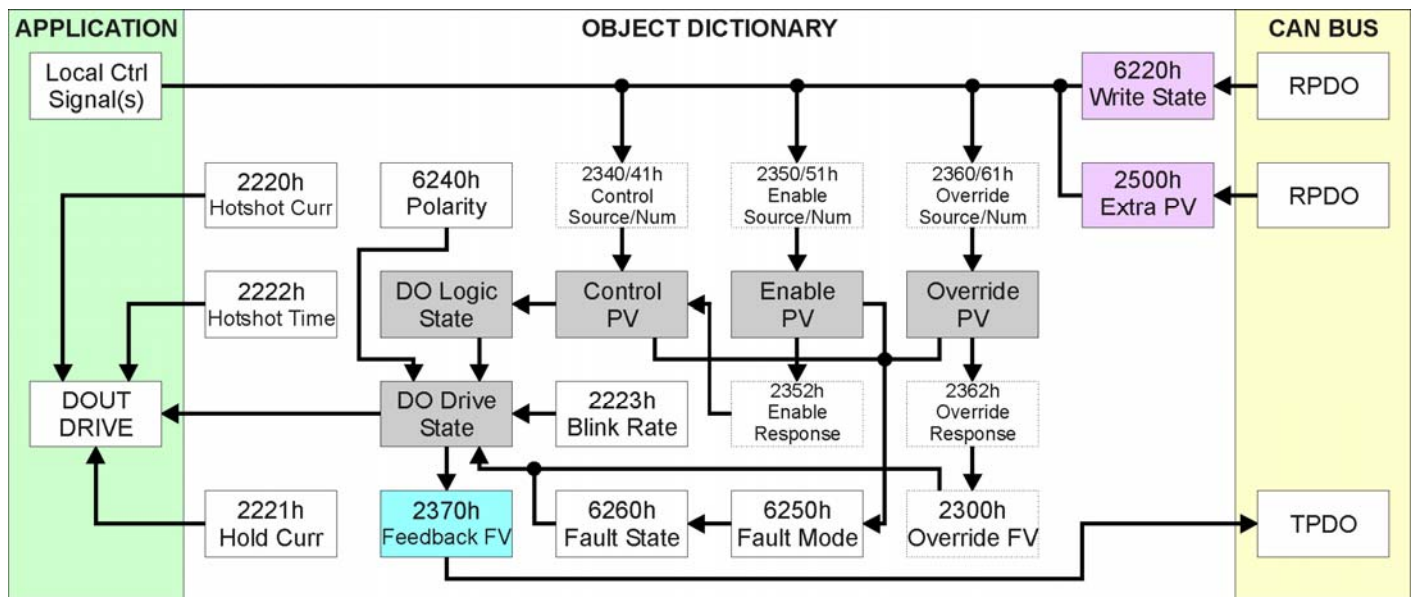 APPLICATION
OBJECT DICTIONARY
CAN BUS
Local Ctrl
Signal(s)
6220h
Write State
RPDO
2220h
Hotshot Curr
6240h
Polarity
2340/41h
Control
Source/Num
2350/51h
Enable
Source/Num
2360/61h
Override
Source/Num
2500h
Extra PV
RPDO
2222h
Hotshot Time
DO Logic
State
Control
PV
Enable
PV
Override
PV
DOUT
DRIVE
DO Drive
State
2223h
Blink Rate
2352h
Enable
Response
2362h
Override
Response
2221h
Hold Curr
2370h
Feedback FV
6260h
Fault State
6250h
Fault Mode
2300h
Override FV
TPDO